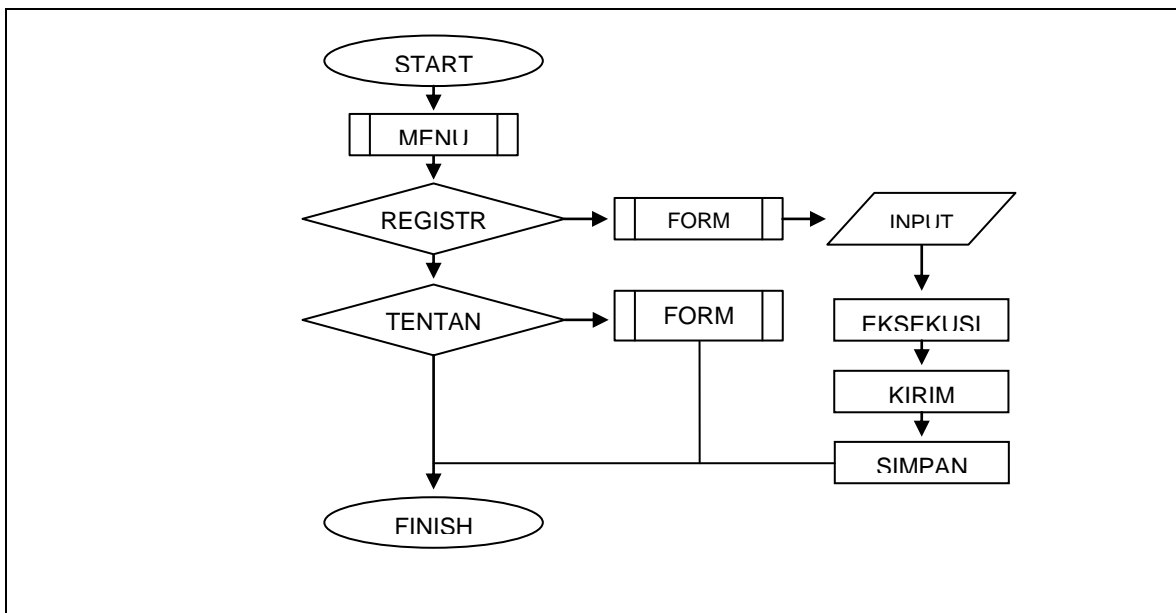 START
MENU
REGISTR
FORM
INPUT
TENTAN
FORM
EKSEKUSI
KIRIM
SIMPAN
FINISH